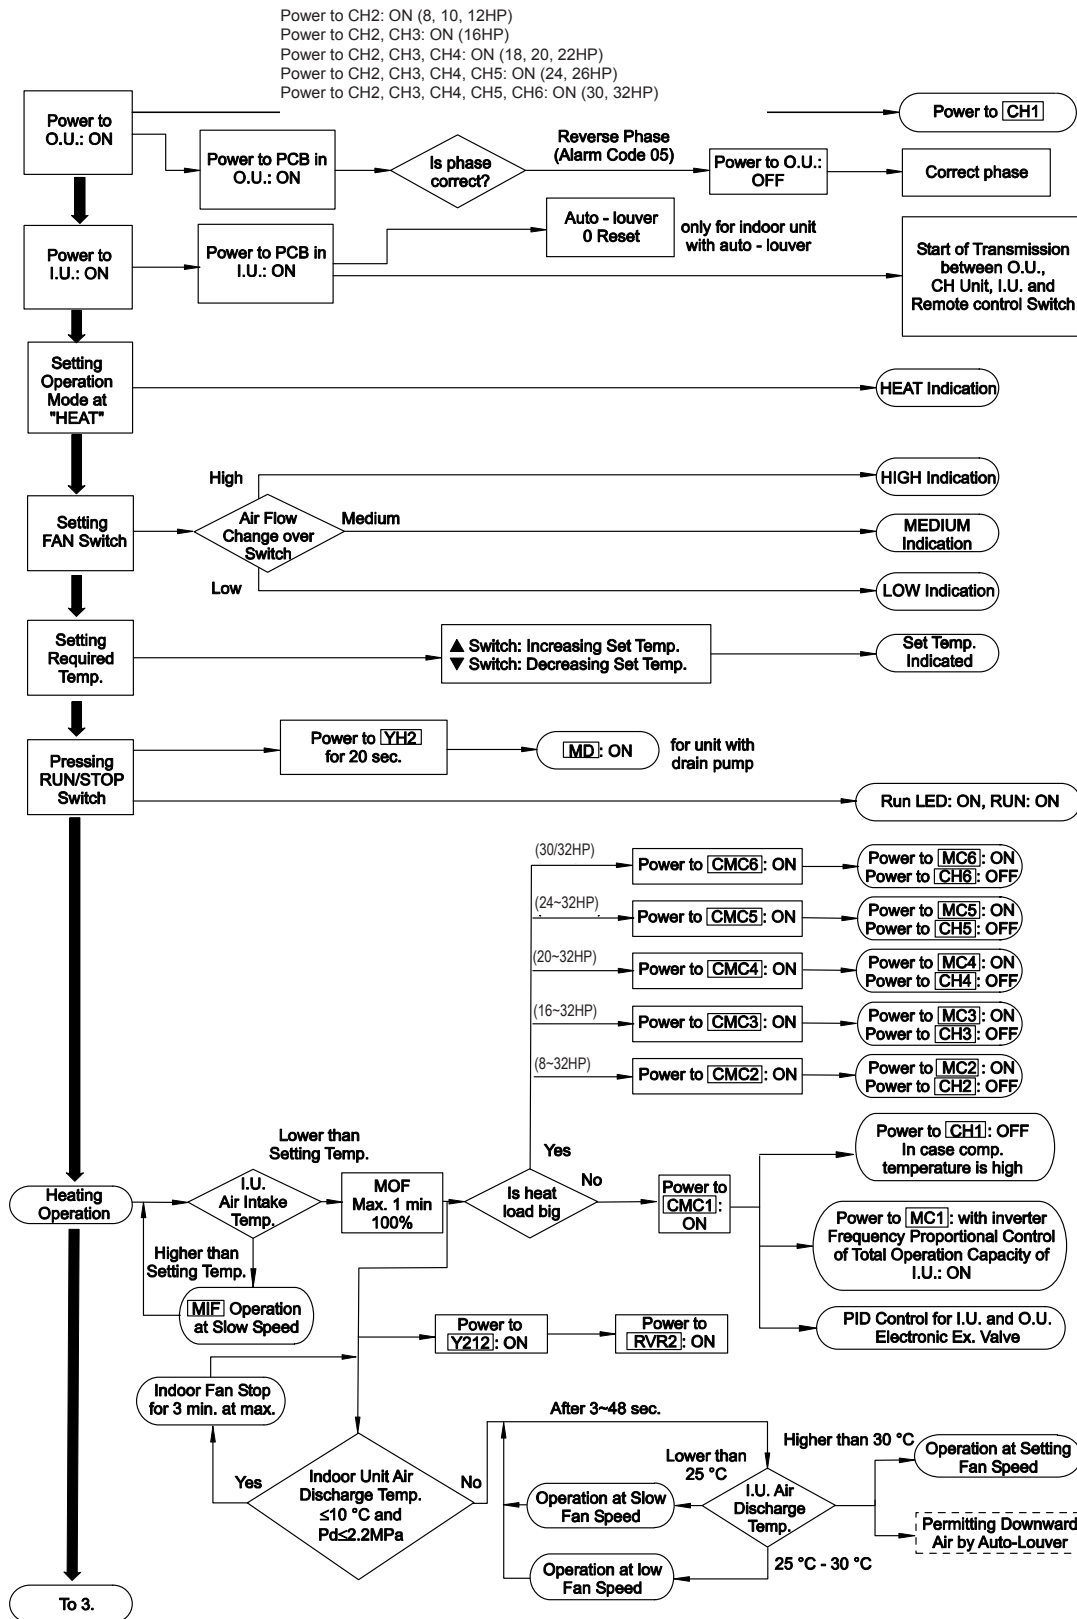 Power to CH2: ON (8, 10, 12HP)
Power to CH2, CH3: ON (16HP)
Power to CH2, CH3, CH4: ON (18, 20, 22HP)
Power to CH2, CH3, CH4, CH5: ON (24, 26HP)
Power to CH2, CH3, CH4, CH5, CH6: ON (30, 32HP)
Power to
O.U.: ON
Power to CH1
Power to PCB in
O.U.: ON
Is phase
correct?
Reverse Phase
(Alarm Code 05)
Power to O.U.:
OFF
Correct phase
Power to
I.U.: ON
Power to PCB in
I.U.: ON
Auto - louver
0 Reset
only for indoor unit
with auto - louver
Start of Transmission
between O.U.,
CH Unit, I.U. and
Remote control Switch
Setting
Operation
Mode at
"HEAT"
HEAT Indication
Setting
FAN Switch
Air Flow
Change over
Switch
High
HIGH Indication
Medium
MEDIUM
Indication
Low
LOW Indication
Setting
Required
Temp.
▲ Switch: Increasing Set Temp.
▼ Switch: Decreasing Set Temp.
Set Temp.
Indicated
Pressing
RUN/STOP
Switch
Power to YH2
for 20 sec.
MD: ON
for unit with
drain pump
Run LED: ON, RUN: ON
(30/32HP)
Power to CMC6: ON
Power to MC6: ON
Power to CH6: OFF
(24~32HP)
Power to CMC5: ON
Power to MC5: ON
Power to CH5: OFF
(20~32HP)
Power to CMC4: ON
Power to MC4: ON
Power to CH4: OFF
(16~32HP)
Power to CMC3: ON
Power to MC3: ON
Power to CH3: OFF
(8~32HP)
Power to CMC2: ON
Power to MC2: ON
Power to CH2: OFF
Heating
Operation
I.U.
Air Intake
Temp.
Lower than
Setting Temp.
MOF
Max. 1 min
100%
Is heat
load big
Yes
No
Power to
CMC1:
ON
Power to CH1: OFF
In case comp.
temperature is high
Power to MC1: with inverter
Frequency Proportional Control
of Total Operation Capacity of
I.U.: ON
PID Control for I.U. and O.U.
Electronic Ex. Valve
Higher than
Setting Temp.
MIF Operation
at Slow Speed
Power to
Y212: ON
Power to
RVR2: ON
Indoor Fan Stop
for 3 min. at max.
Yes
Indoor Unit Air
Discharge Temp.
≤10 °C and
Pd≤2.2MPa
No
After 3~48 sec.
Lower than
25 °C
Higher than 30 °C
I.U. Air
Discharge
Temp.
25 °C - 30 °C
Operation at Slow
Fan Speed
Operation at low
Fan Speed
Operation at Setting
Fan Speed
Permitting Downward
Air by Auto-Louver
To 3.